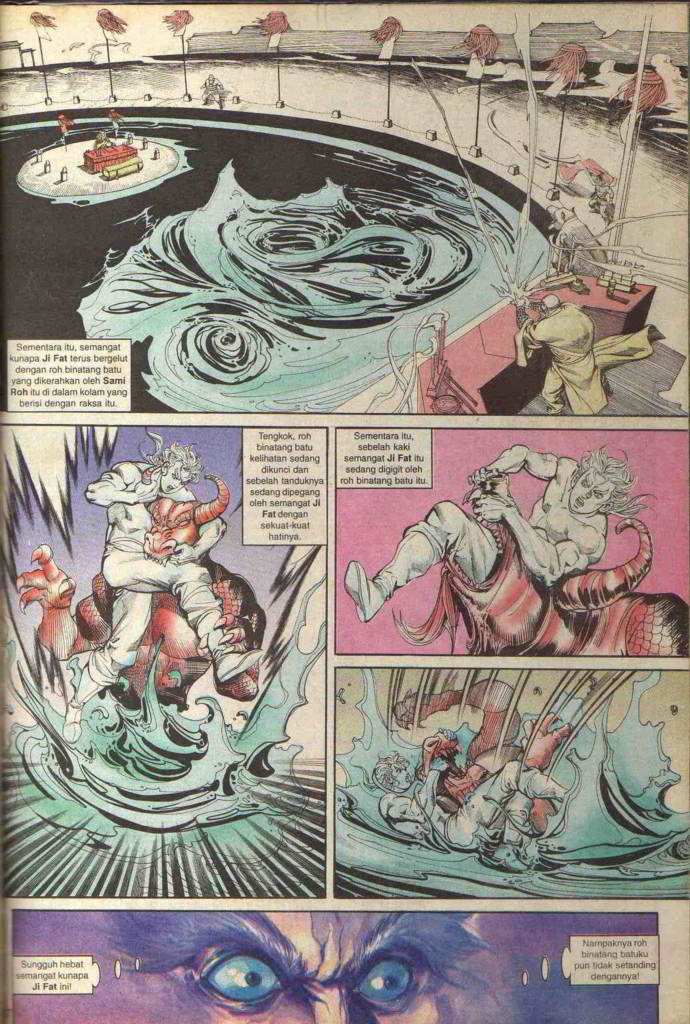 Sementara itu, semangat
kunapa Ji Fat terus bergelut
dengan roh binatang batu
yang dikerahkan oleh Sami
Roh itu di dalam kolam yang
berisi dengan raksa itu.
Tengkok, roh
binatang batu
kelihatan sedang
dikunci dan
sebelah tanduknya
sedang dipegang
oleh semangat Ji
Fat dengan
sekuat-kuat
hatinya.
Sementara itu,
sebelah kaki
semangat Ji Fat
sedang digigit oleh
roh binatang batu itu.
Sungguh hebat
semangat kunapa
Ji Fat ini!
Nampaknya roh
binatang batuku
pun tidak setanding
dengannya!